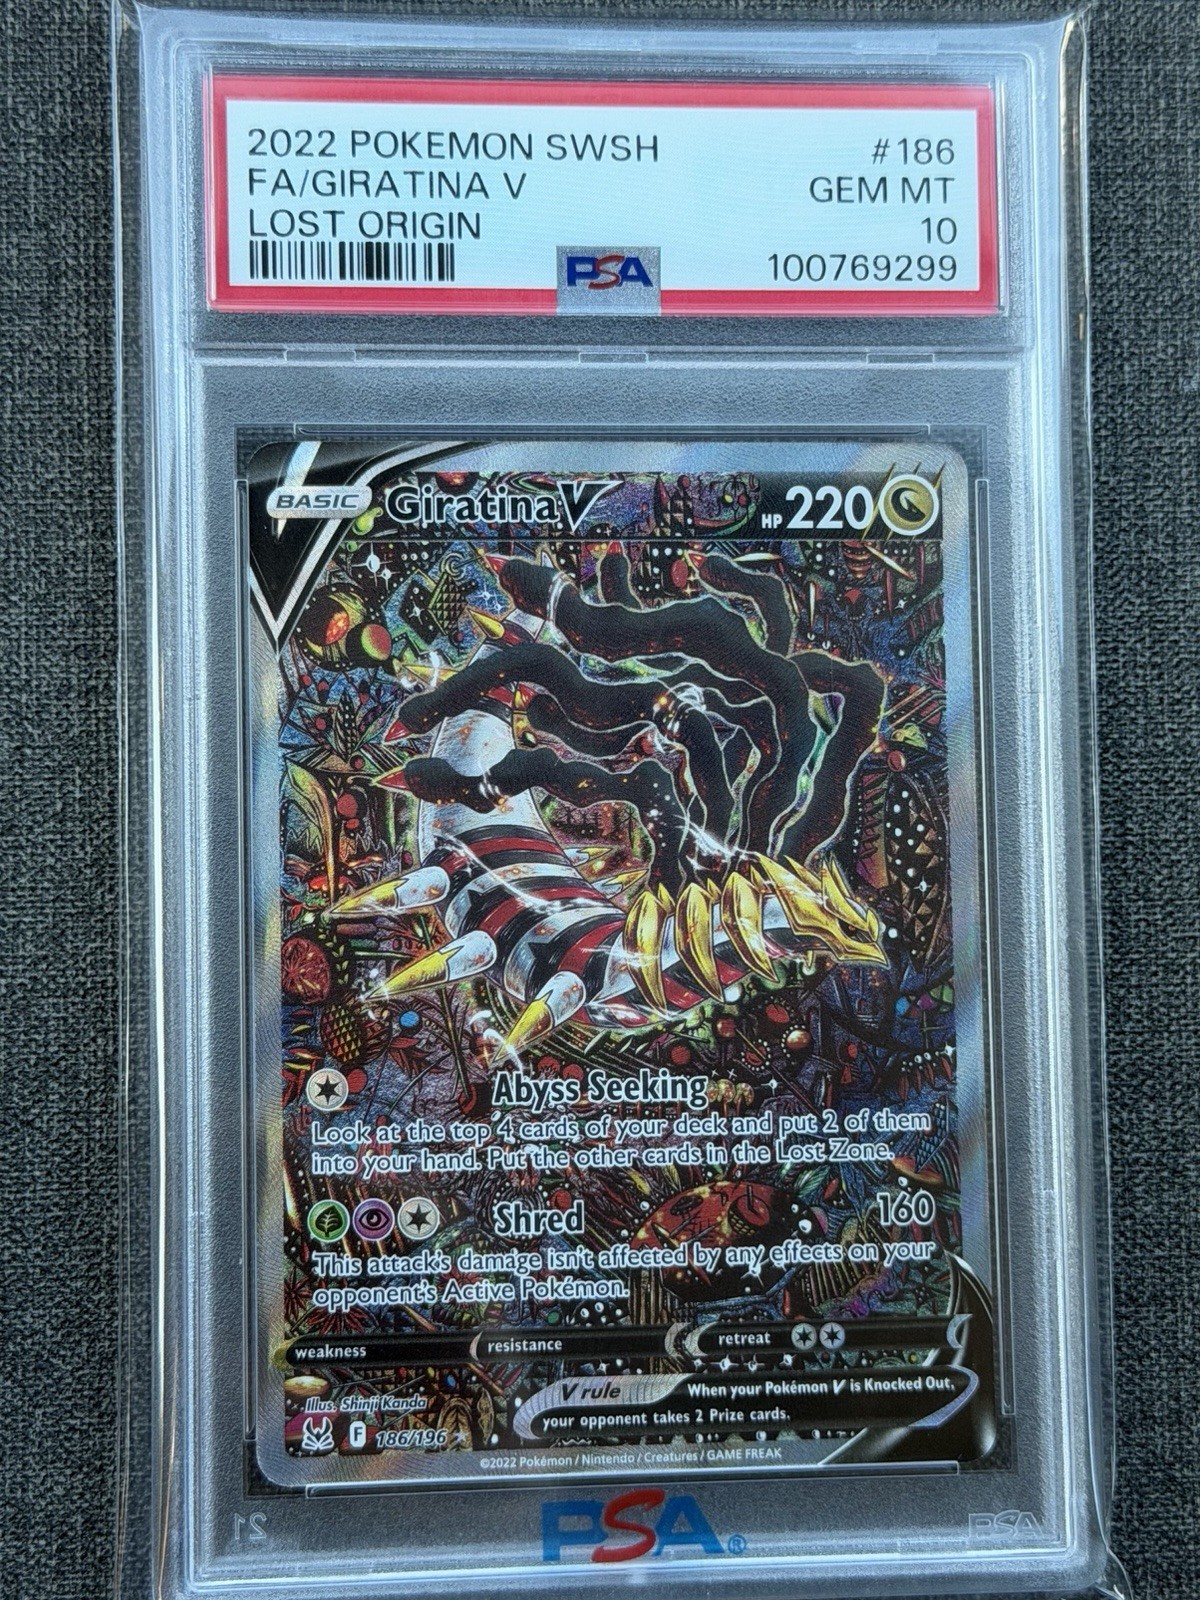 2022 POKEMON SWSH #186
FA/GIRATINA V GEM MT
LOST ORIGIN 10
PSA 100769299
BASIC Giratina V HP 220
Abyss Seeking
Look at the top 4 cards of your deck and put 2 of them
into your hand. Put the other cards in the Lost Zone.
Shred 160
This attack's damage isn't affected by any effects on your
opponent's Active Pokémon.
weakness resistance retreat
V rule When your Pokémon V is Knocked Out,
your opponent takes 2 Prize cards.
Illus. Shinji Kanda
F 186/196
©2022 Pokémon / Nintendo / Creatures / GAME FREAK
21 PSA® PSA